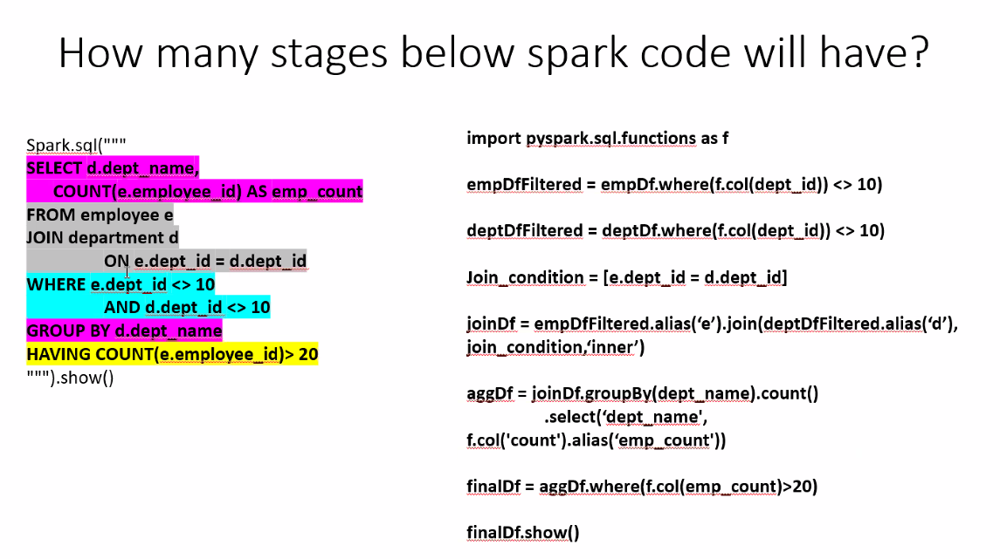 How many stages below spark code will have?
Spark.sql("""
SELECT d.dept_name,
COUNT(e.employee_id) AS emp_count
FROM employee e
JOIN department d
ON e.dept_id = d.dept_id
WHERE e.dept_id <> 10
AND d.dept_id <> 10
GROUP BY d.dept_name
HAVING COUNT(e.employee_id)> 20
""").show()
import pyspark.sql.functions as f
empDfFiltered = empDf.where(f.col(dept_id)) <> 10)
deptDfFiltered = deptDf.where(f.col(dept_id)) <> 10)
Join_condition = [e.dept_id = d.dept_id]
joinDf = empDfFiltered.alias(‘e’).join(deptDfFiltered.alias(‘d’),
join_condition,‘inner’)
aggDf = joinDf.groupBy(dept_name).count()
.select(‘dept_name',
f.col('count').alias(‘emp_count'))
finalDf = aggDf.where(f.col(emp_count)>20)
finalDf.show()